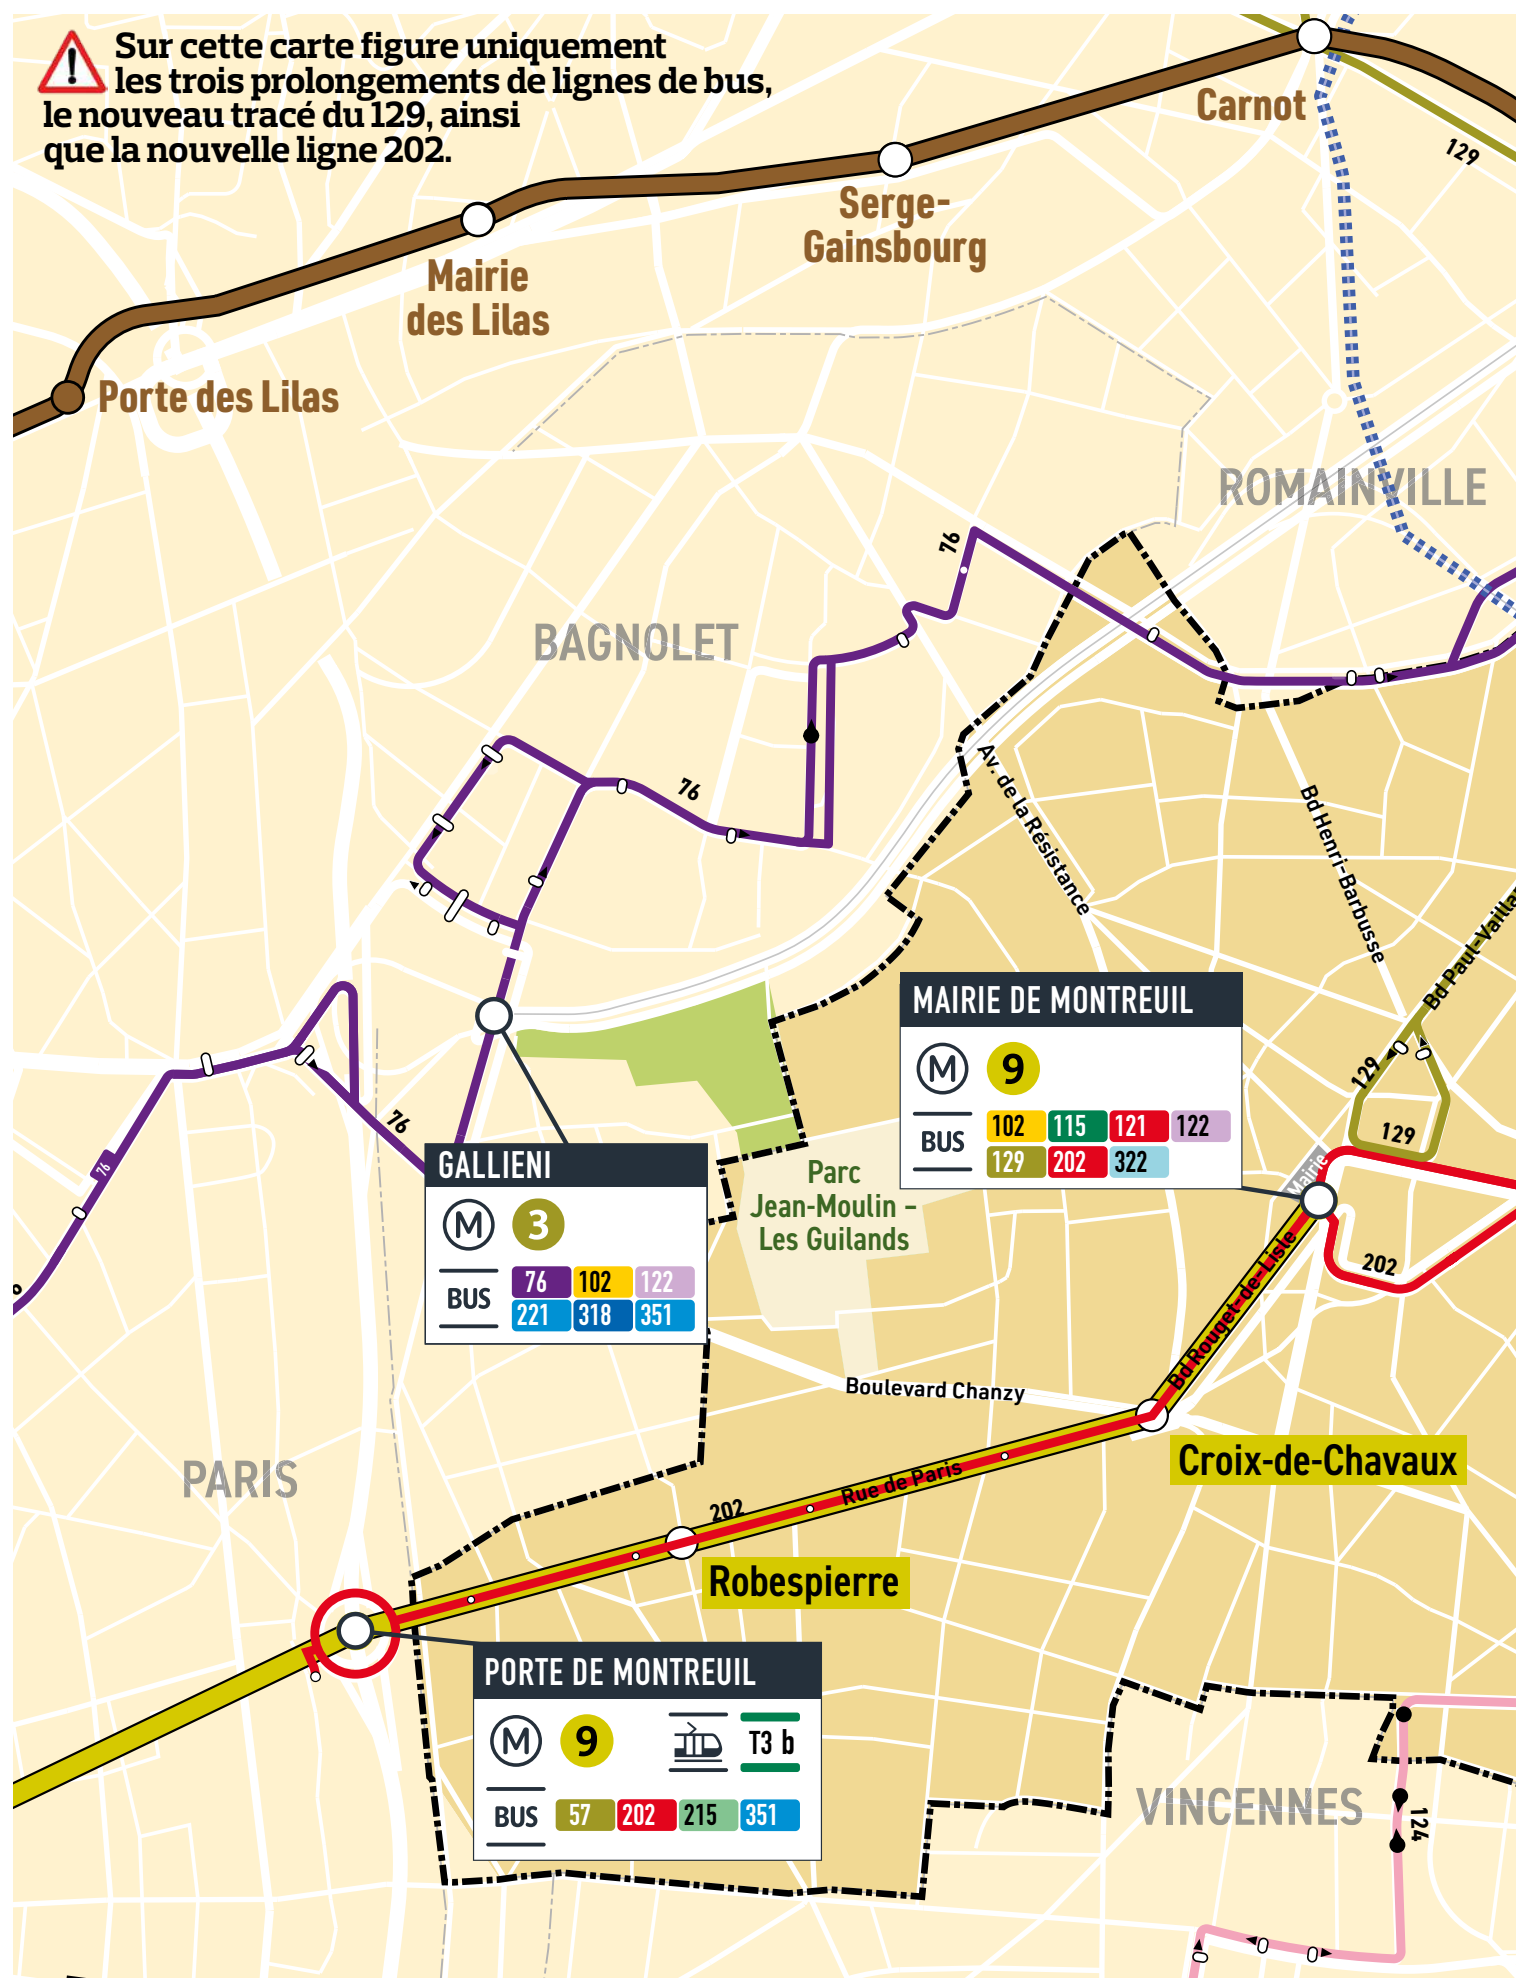 Sur cette carte figure uniquement
les trois prolongements de lignes de bus,
le nouveau tracé du 129, ainsi
que la nouvelle ligne 202.
Carnot
129
Serge-
Gainsbourg
Mairie
des Lilas
Porte des Lilas
ROMAINVILLE
76
BAGNOLET
76
Av. de la Résistance
Bd Henri-Barbusse
Bd Paul-Vailla
MAIRIE DE MONTREUIL
M 9
BUS
102 115 121 122
129 202 322
129
129
Mairie
76
76
GALLIENI
M 3
BUS
76 102 122
221 318 351
Parc
Jean-Moulin –
Les Guilands
202
Bd Rouget-de-Lisle
Boulevard Chanzy
Croix-de-Chavaux
PARIS
Rue de Paris
202
Robespierre
PORTE DE MONTREUIL
M 9 T3 b
BUS 57 202 215 351
VINCENNES
124